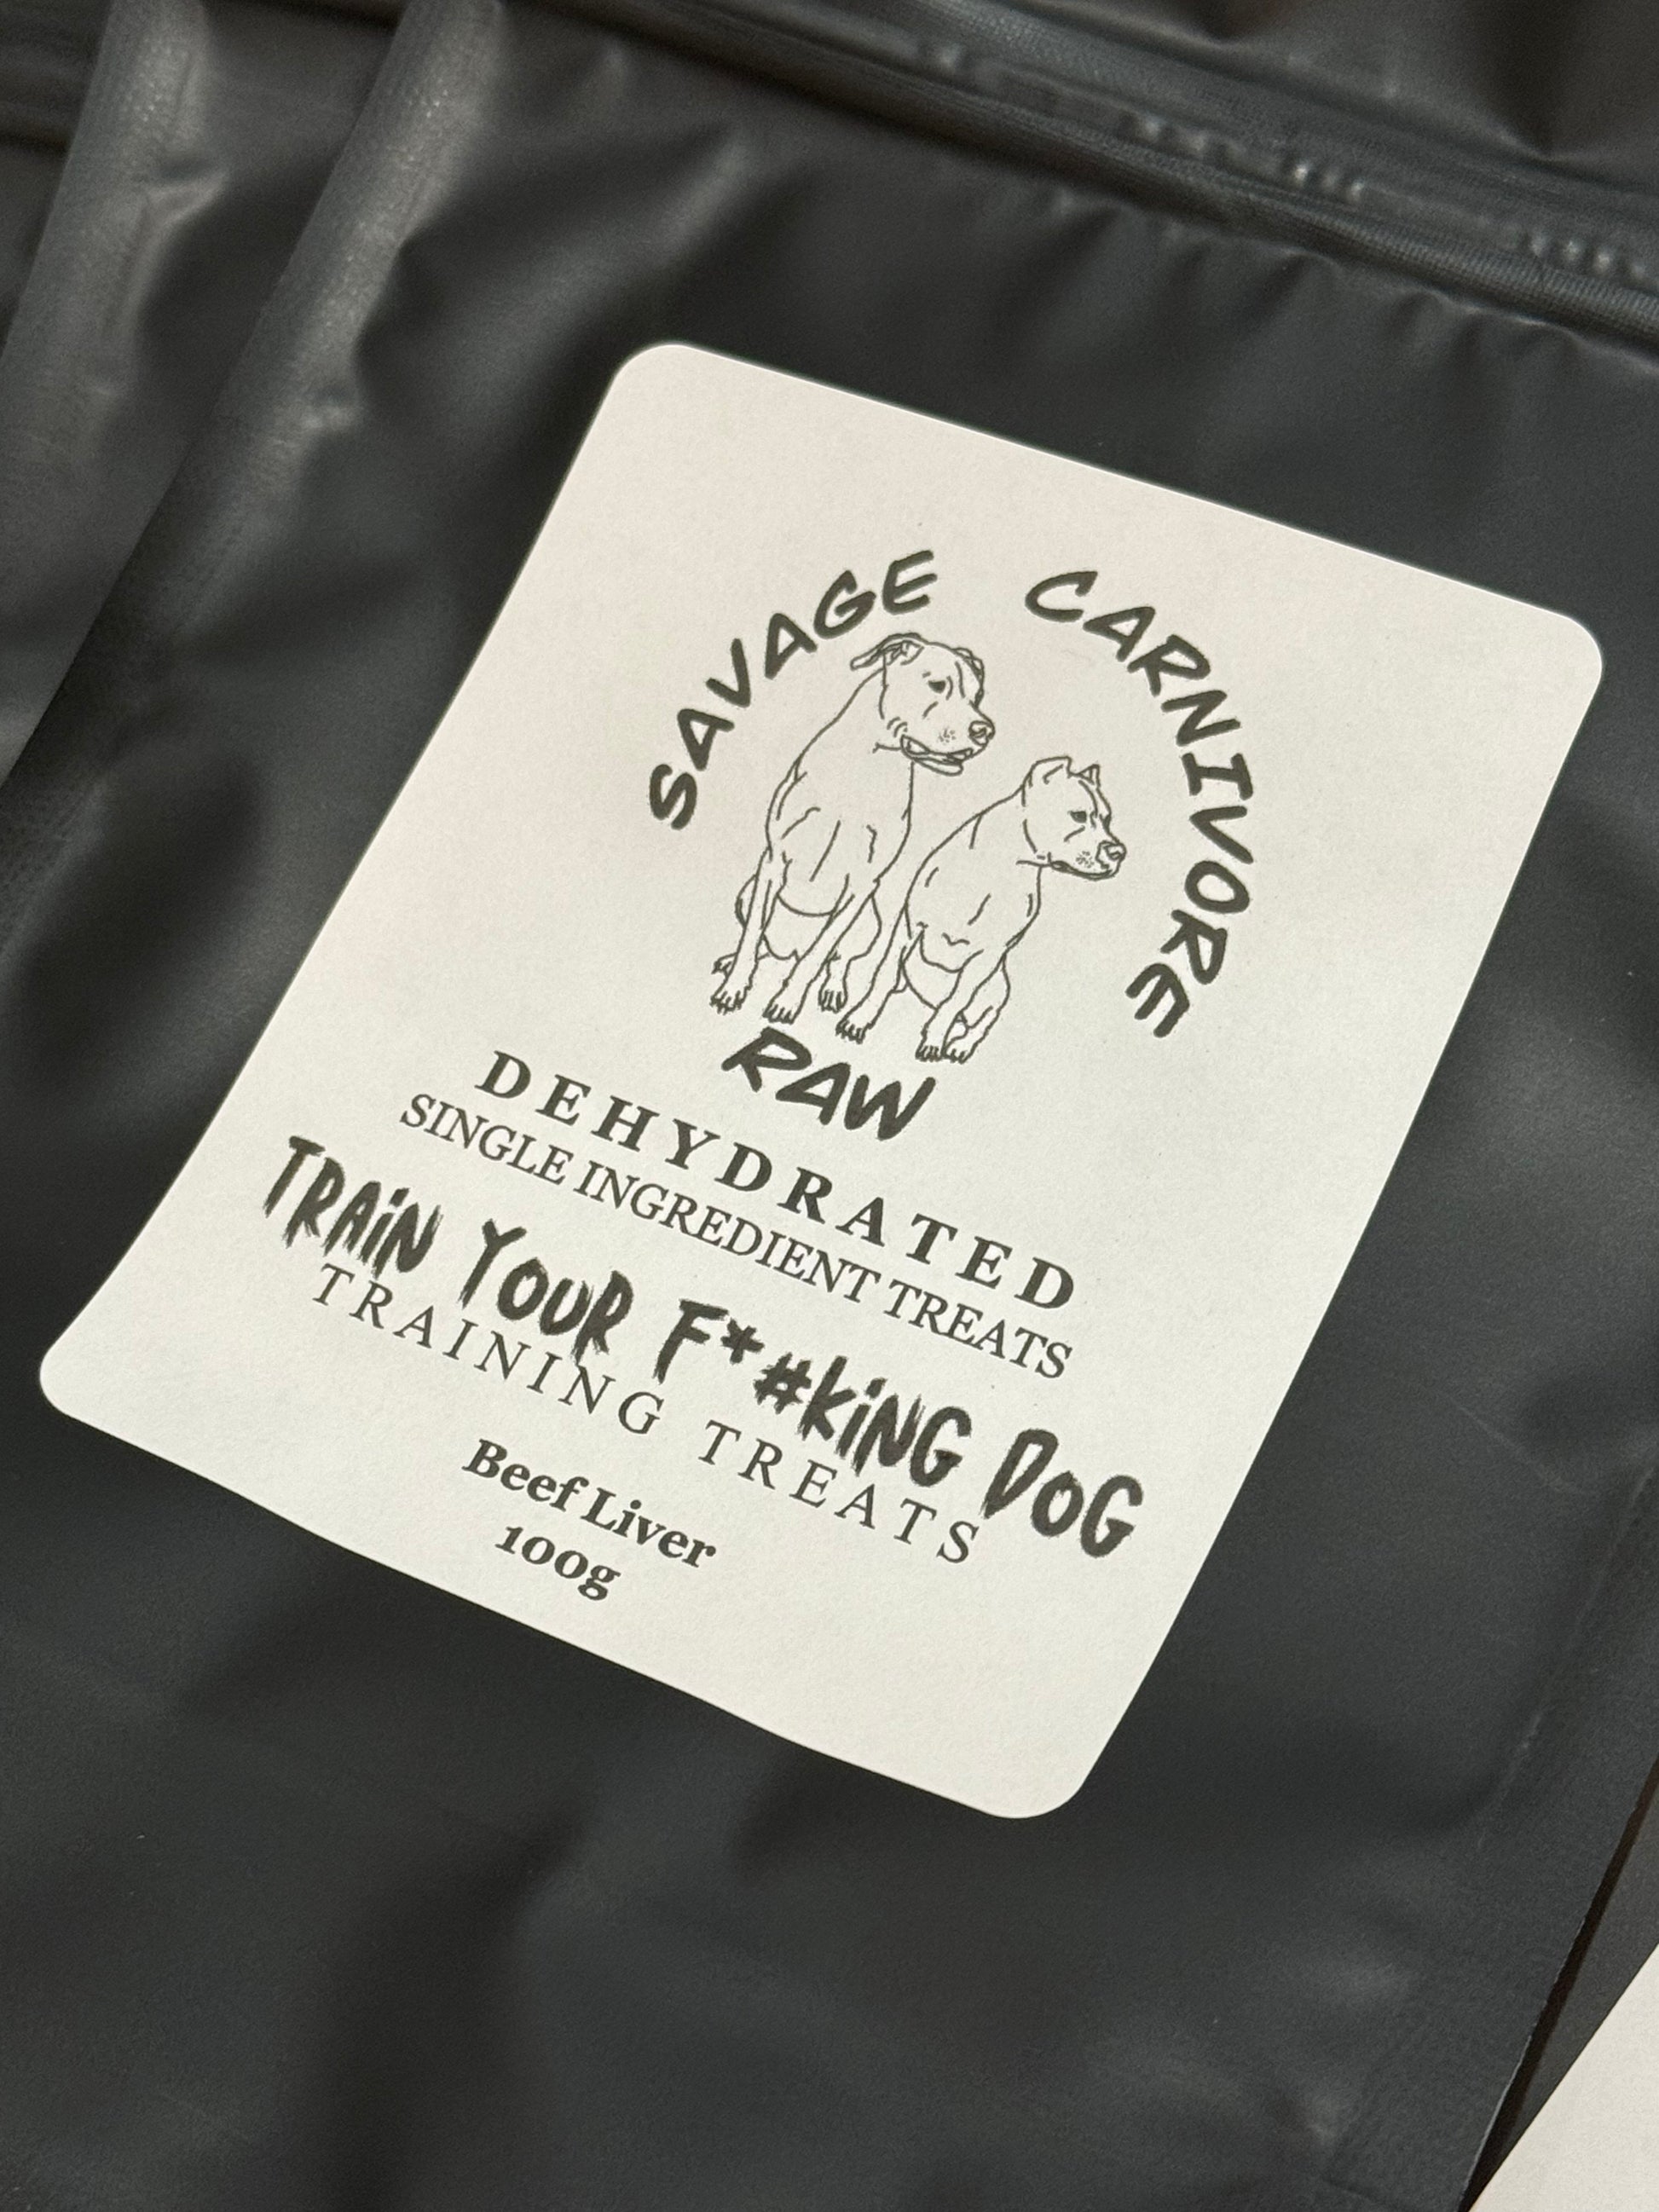 SAVAGE CARNIVORE
RAW
DEHYDRATED
SINGLE INGREDIENT TREATS
TRAiN YOUR F*#KiNG DOG
TRAINING TREATS
Beef Liver
100g